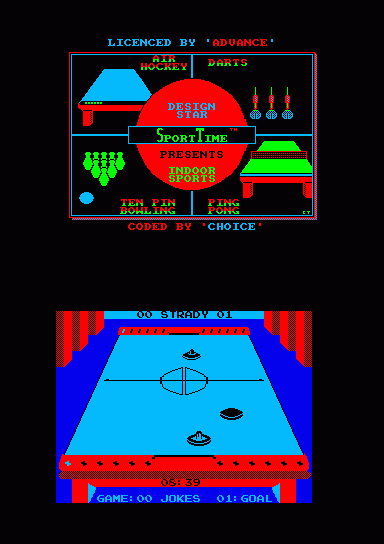 LICENCED BY 'ADVANCE'
AIR HOCKEY
DARTS
DESIGN STAR
SPORTTIME™
PRESENTS
INDOOR SPORTS
TEN PIN BOWLING
PING PONG
CODED BY 'CHOICE'
00 STRADY 01
08:39
GAME:00 JOKES 01:GOAL